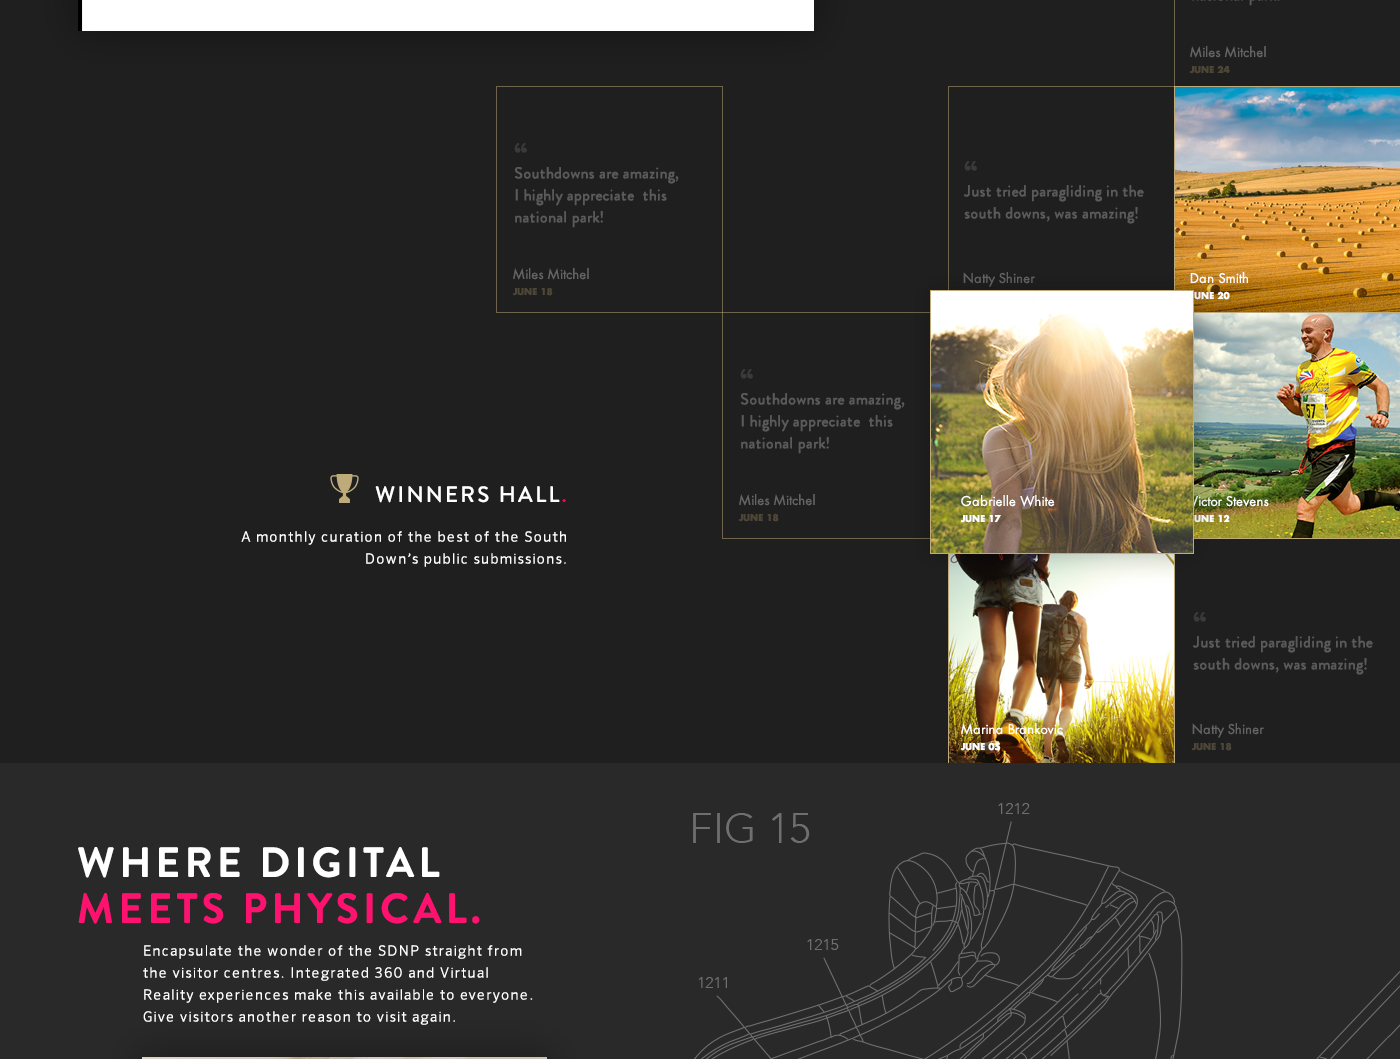 Miles Mitchel
JUNE 24
“
Southdowns are amazing,
I highly appreciate this
national park!
Miles Mitchel
JUNE 18
“
Just tried paragliding in the
south downs, was amazing!
Natty Shiner
Dan Smith
JUNE 20
“
Southdowns are amazing,
I highly appreciate this
national park!
Miles Mitchel
JUNE 18
Gabrielle White
JUNE 17
57
Victor Stevens
JUNE 12
WINNERS HALL.
A monthly curation of the best of the South
Down’s public submissions.
Marina Brankovic
JUNE 05
“
Just tried paragliding in the
south downs, was amazing!
Natty Shiner
JUNE 18
WHERE DIGITAL
MEETS PHYSICAL.
Encapsulate the wonder of the SDNP straight from
the visitor centres. Integrated 360 and Virtual
Reality experiences make this available to everyone.
Give visitors another reason to visit again.
FIG 15
1212
1215
1211